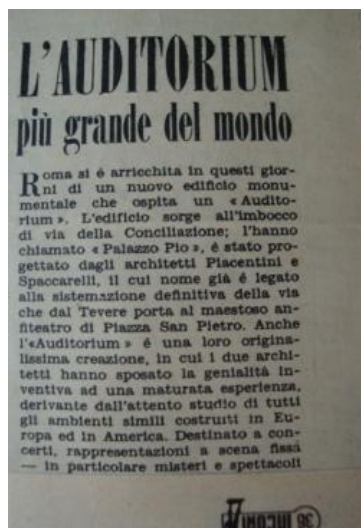 L'AUDITORIUM
più grande del mondo
Roma si é arricchita in questi gior-
ni di un nuovo edificio monu-
mentale che ospita un «Audito-
rium». L'edificio sorge all'imbocco
di via della Conciliazione; l'hanno
chiamato «Palazzo Pio», é stato pro-
gettato dagli architetti Piacentini e
Spaccarelli, il cui nome già é legato
alla sistemazione definitiva della via
che dal Tevere porta al maestoso an-
fiteatro di Piazza San Pietro. Anche
l'«Auditorium» é una loro origina-
lissima creazione, in cui i due archi-
tetti hanno sposato la genialità in-
ventiva ad una maturata esperienza,
derivante dall'attento studio di tutti
gli ambienti simili costruiti in Eu-
ropa ed in America. Destinato a con-
certi, rappresentazioni a scena fissa
— in particolare misteri e spettacoli